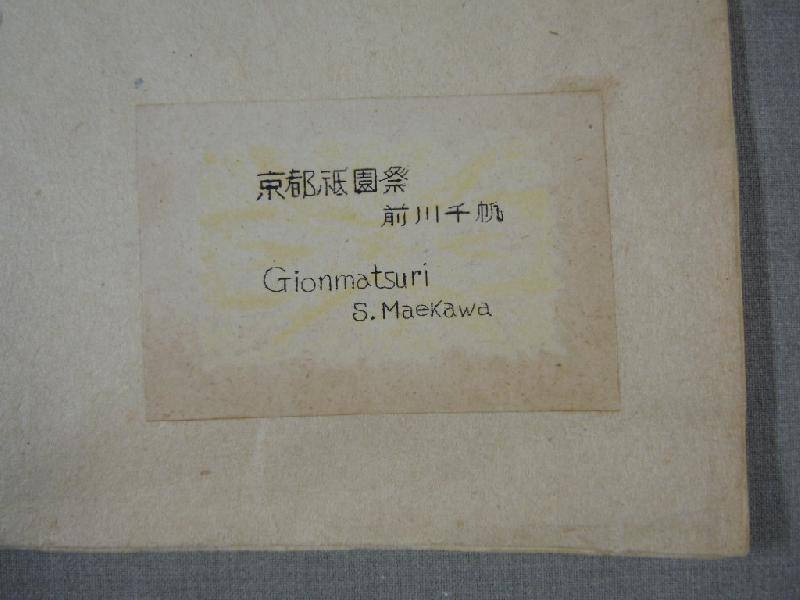 京都祇園祭
前川千帆
Gionmatsuri
S. Maekawa